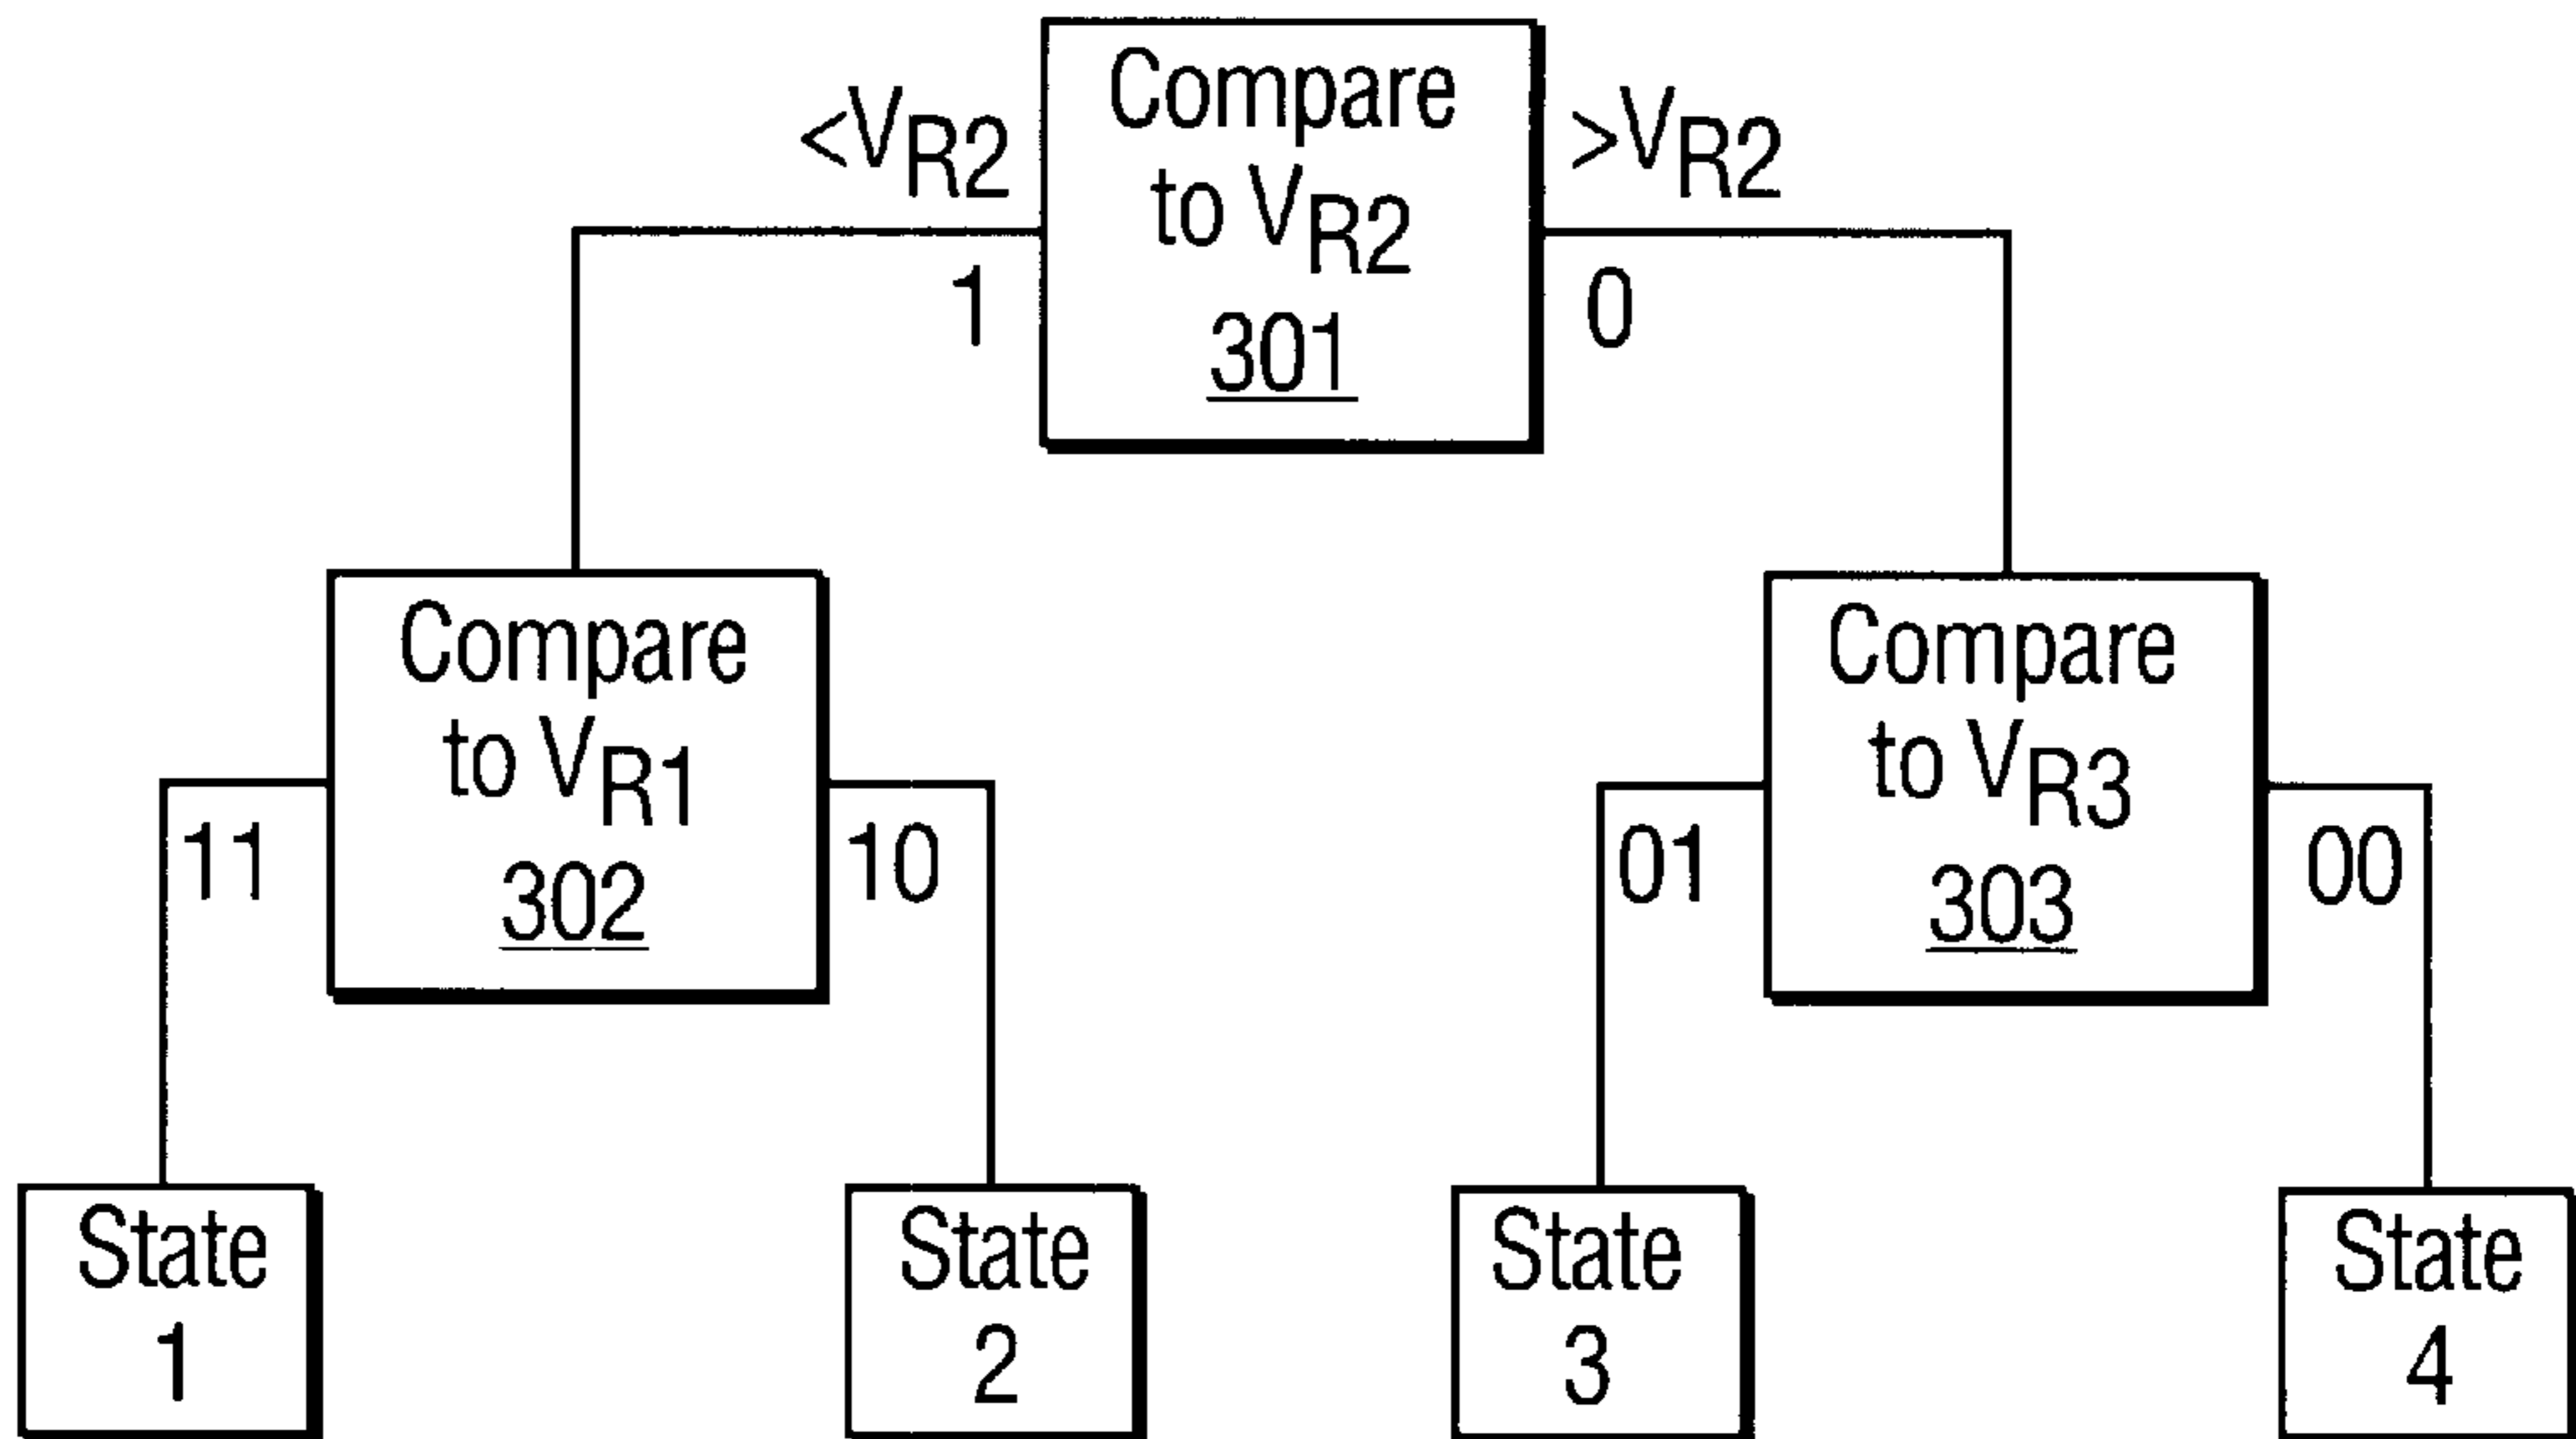 Compare
to VR2
301
<VR2
>VR2
1
0
Compare
to VR1
302
11
10
Compare
to VR3
303
01
00
State
1
State
2
State
3
State
4